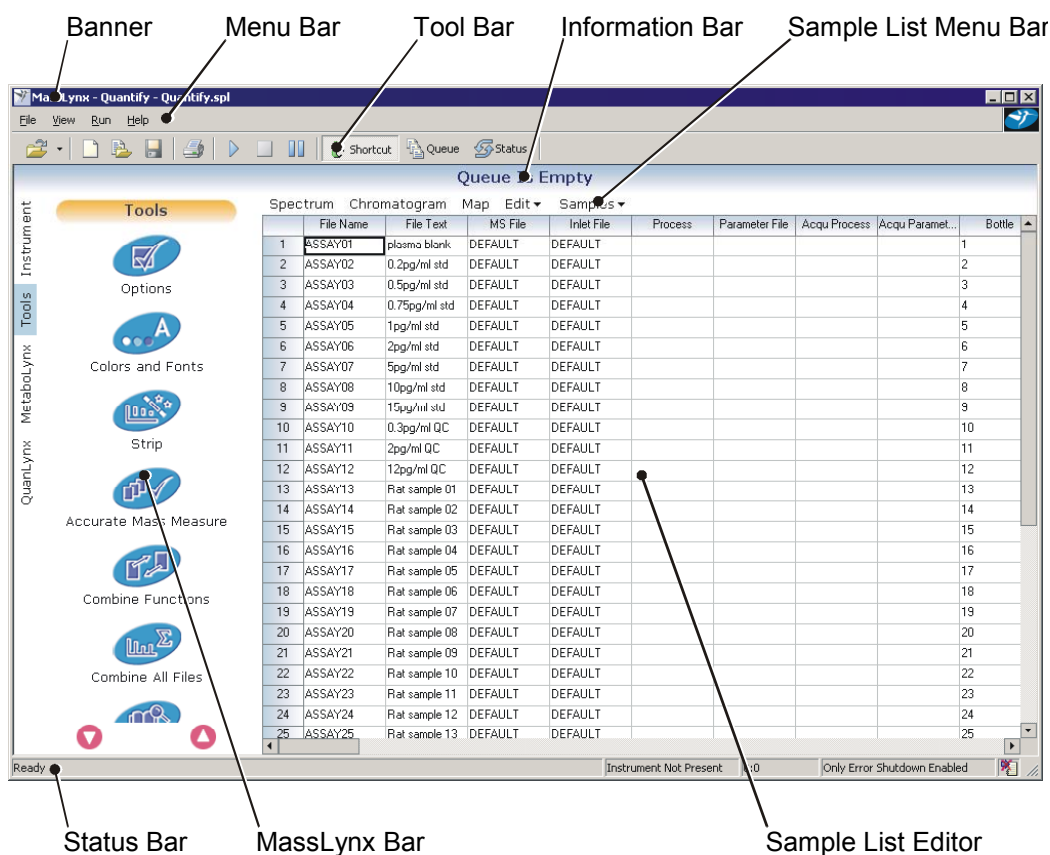 Banner Menu Bar Tool Bar Information Bar Sample List Menu Bar
MassLynx - Quantify - Quantify.spl
File View Run Help
Shortcut Queue Status
Queue Is Empty
Instrument
Tools
MetaboLynx
QuanLynx
Tools
Options
Colors and Fonts
Strip
Accurate Mass Measure
Combine Functions
Combine All Files
Spectrum Chromatogram Map Edit Samples
File Name File Text MS File Inlet File Process Parameter File Acqu Process Acqu Paramet... Bottle
1 ASSAY01 plasma blank DEFAULT DEFAULT 1
2 ASSAY02 0.2pg/ml std DEFAULT DEFAULT 2
3 ASSAY03 0.5pg/ml std DEFAULT DEFAULT 3
4 ASSAY04 0.75pg/ml std DEFAULT DEFAULT 4
5 ASSAY05 1pg/ml std DEFAULT DEFAULT 5
6 ASSAY06 2pg/ml std DEFAULT DEFAULT 6
7 ASSAY07 5pg/ml std DEFAULT DEFAULT 7
8 ASSAY08 10pg/ml std DEFAULT DEFAULT 8
9 ASSAY09 15pg/ml std DEFAULT DEFAULT 9
10 ASSAY10 0.3pg/ml QC DEFAULT DEFAULT 10
11 ASSAY11 2pg/ml QC DEFAULT DEFAULT 11
12 ASSAY12 12pg/ml QC DEFAULT DEFAULT 12
13 ASSAY13 Rat sample 01 DEFAULT DEFAULT 13
14 ASSAY14 Rat sample 02 DEFAULT DEFAULT 14
15 ASSAY15 Rat sample 03 DEFAULT DEFAULT 15
16 ASSAY16 Rat sample 04 DEFAULT DEFAULT 16
17 ASSAY17 Rat sample 05 DEFAULT DEFAULT 17
18 ASSAY18 Rat sample 06 DEFAULT DEFAULT 18
19 ASSAY19 Rat sample 07 DEFAULT DEFAULT 19
20 ASSAY20 Rat sample 08 DEFAULT DEFAULT 20
21 ASSAY21 Rat sample 09 DEFAULT DEFAULT 21
22 ASSAY22 Rat sample 10 DEFAULT DEFAULT 22
23 ASSAY23 Rat sample 11 DEFAULT DEFAULT 23
24 ASSAY24 Rat sample 12 DEFAULT DEFAULT 24
25 ASSAY25 Rat sample 13 DEFAULT DEFAULT 25
Ready Instrument Not Present :0 Only Error Shutdown Enabled
Status Bar MassLynx Bar Sample List Editor